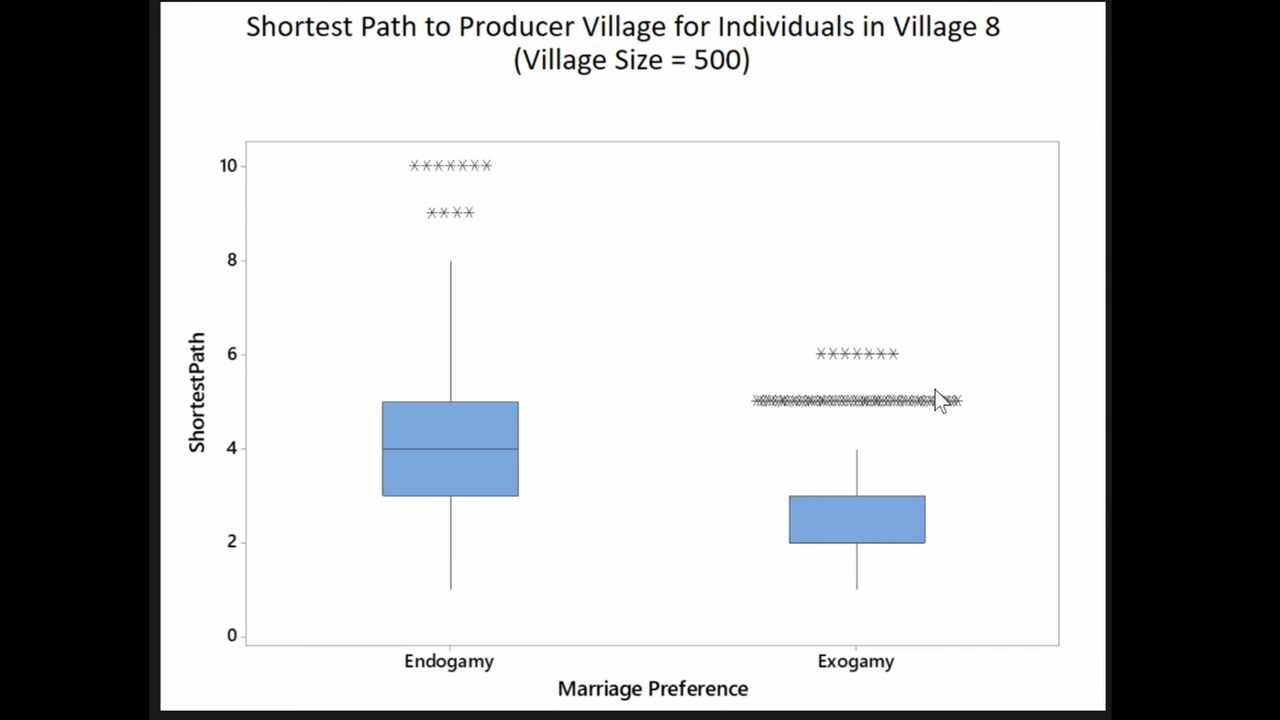 Shortest Path to Producer Village for Individuals in Village 8
(Village Size = 500)
10
8
6
4
2
0
ShortestPath
Endogamy
Exogamy
Marriage Preference